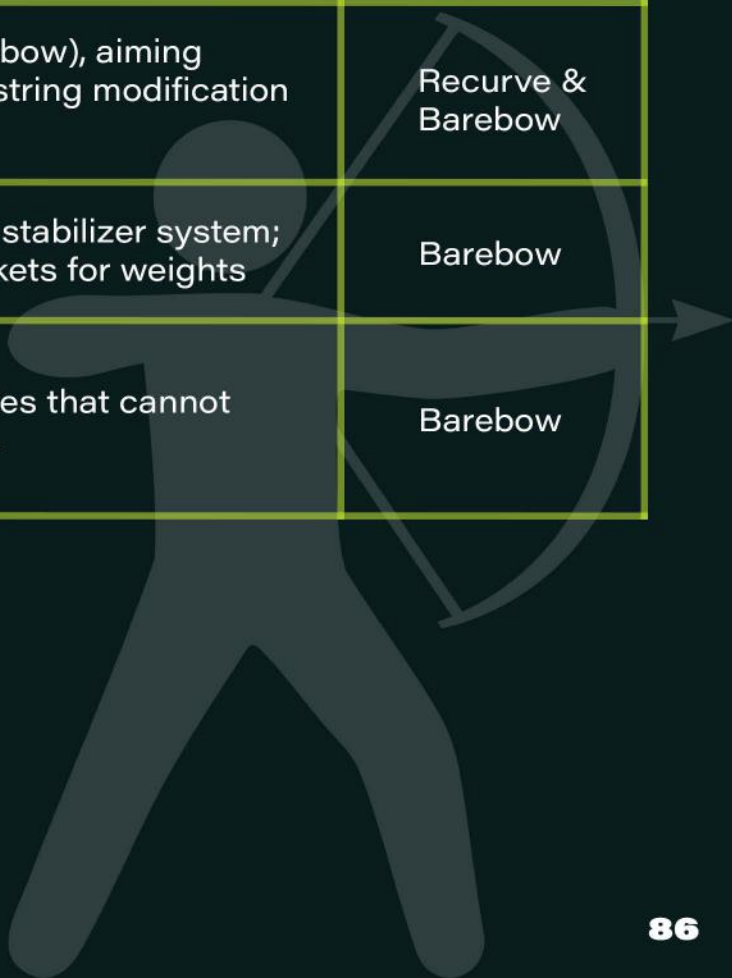 bow), aiming
string modification
Recurve &
Barebow
stabilizer system;
kets for weights
Barebow
es that cannot
Barebow
86